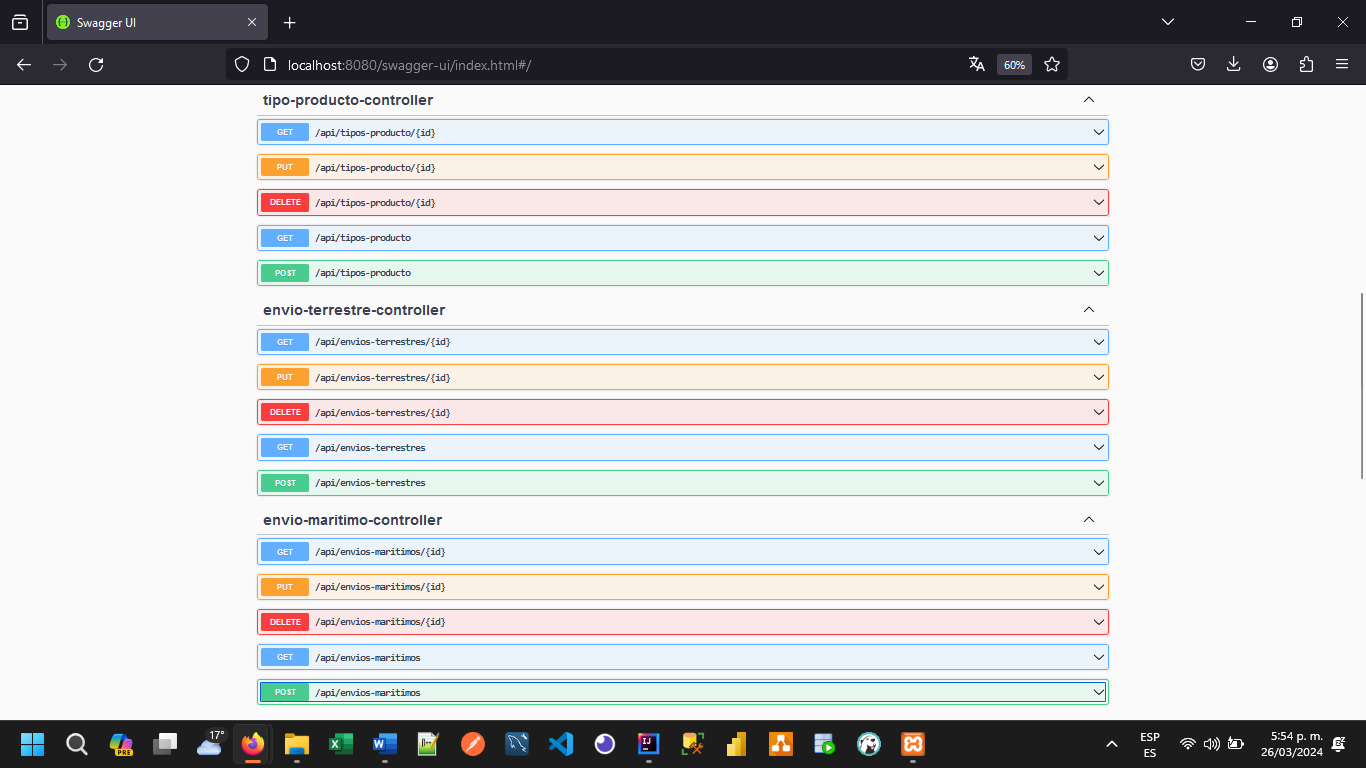 Swagger UI
localhost:8080/swagger-ui/index.html#/
60%
tipo-producto-controller
GET /api/tipos-producto/{id}
PUT /api/tipos-producto/{id}
DELETE /api/tipos-producto/{id}
GET /api/tipos-producto
POST /api/tipos-producto
envio-terrestre-controller
GET /api/envios-terrestres/{id}
PUT /api/envios-terrestres/{id}
DELETE /api/envios-terrestres/{id}
GET /api/envios-terrestres
POST /api/envios-terrestres
envio-maritimo-controller
GET /api/envios-maritimos/{id}
PUT /api/envios-maritimos/{id}
DELETE /api/envios-maritimos/{id}
GET /api/envios-maritimos
POST /api/envios-maritimos
PRE
17°
ESP
ES
5:54 p. m.
26/03/2024